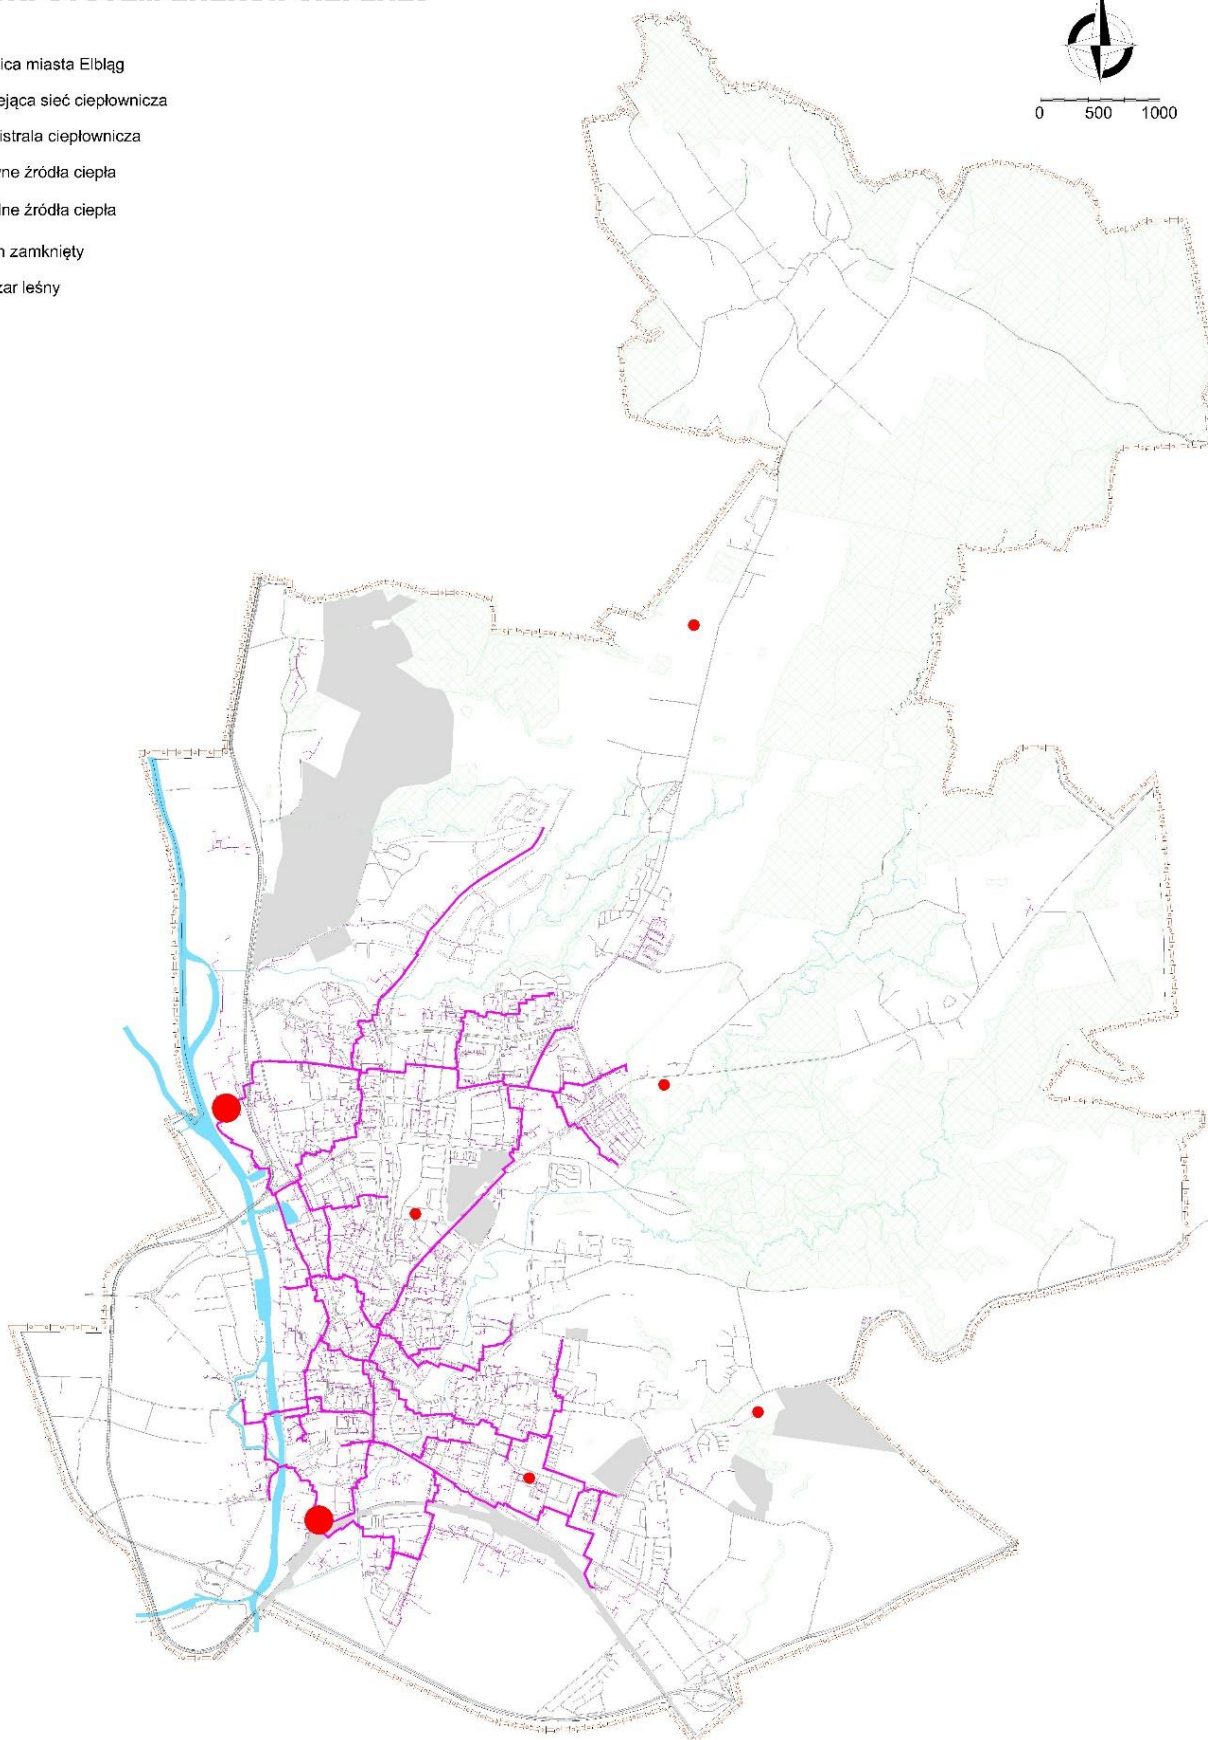 ica miasta Elbląg
ejąca sieć ciepłownicza
istrala ciepłownicza
ne źródła ciepła
lne źródła ciepła
n zamknięty
zar leśny
0 500 1000